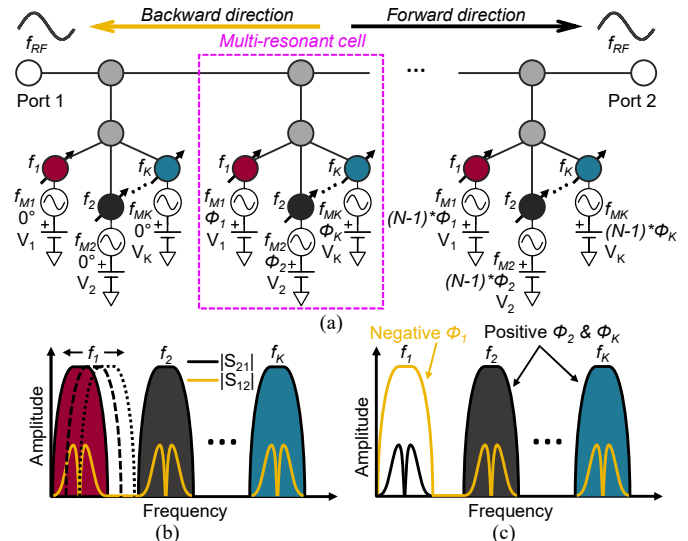 Backward direction
Forward direction
f_RF
f_RF
Multi-resonant cell
...
Port 1
Port 2
f_1
f_K
f_1
f_K
f_1
f_K
f_2
f_2
f_2
f_M1
0°
V_1
+
f_M2
0°
V_2
+
f_MK
0°
V_K
+
f_M1
Φ_1
V_1
+
f_M2
Φ_2
V_2
+
f_MK
Φ_K
V_K
+
f_M1
(N-1)*Φ_1
V_1
+
f_M2
(N-1)*Φ_2
V_2
+
f_MK
(N-1)*Φ_K
V_K
+
(a)
f_1
f_2
f_K
|S_21|
|S_12|
...
Amplitude
Frequency
(b)
Negative Φ_1
Positive Φ_2 & Φ_K
f_1
f_2
f_K
...
Amplitude
Frequency
(c)